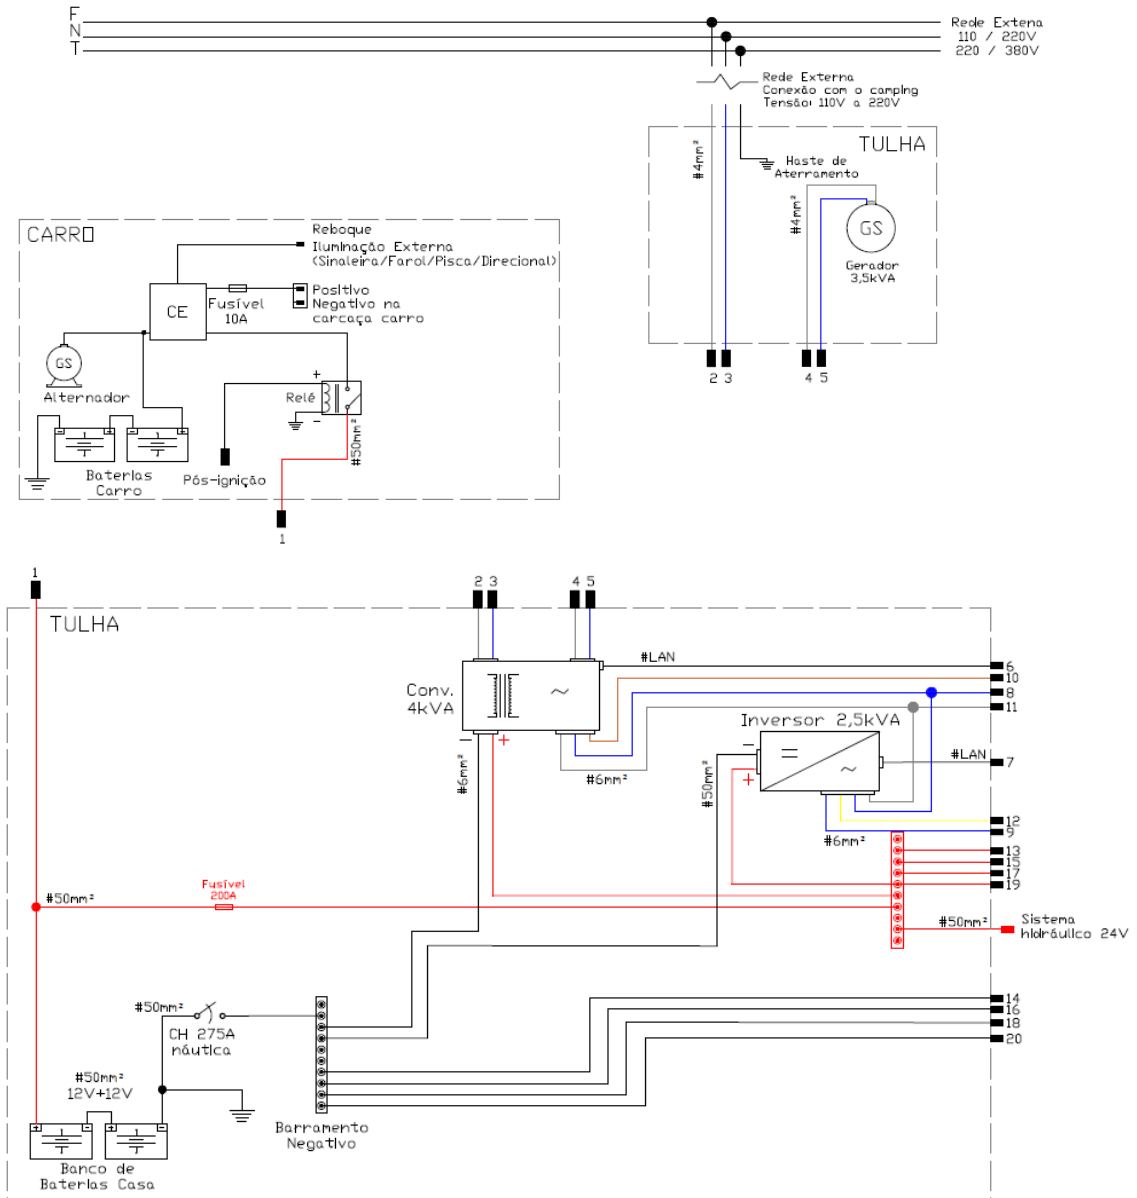 F
N
T
Rede Extena
110 / 220V
220 / 380V
Rede Externa
Conexão com o camping
Tensão: 110V a 220V
TULHA
#4mm²
Haste de
Aterramento
#4mm²
GS
Gerador
3,5kVA
2 3 4 5
CARRO
Reboque
Iluminação Externa
(Sinaleira/Farol/Pisca/Direcional)
CE
Fusível
10A
Positivo
Negativo na
carcaça carro
GS
Alternador
+
Relé
-
#50mm²
- + - +
Baterias
Carro
Pós-ignição
1
1
2 3 4 5
TULHA
Conv.
4kVA
~
#LAN
6
10
8
11
- +
#6mm²
#6mm²
Inversor 2,5kVA
-
+
=
~
#50mm²
#LAN
7
12
9
#6mm²
13
15
17
19
#50mm²
Fusível
200A
#50mm²
Sistema
hidráulico 24V
#50mm²
CH 275A
náutica
14
16
18
20
#50mm²
12V+12V
+ - + -
Banco de
Baterias Casa
Barramento
Negativo